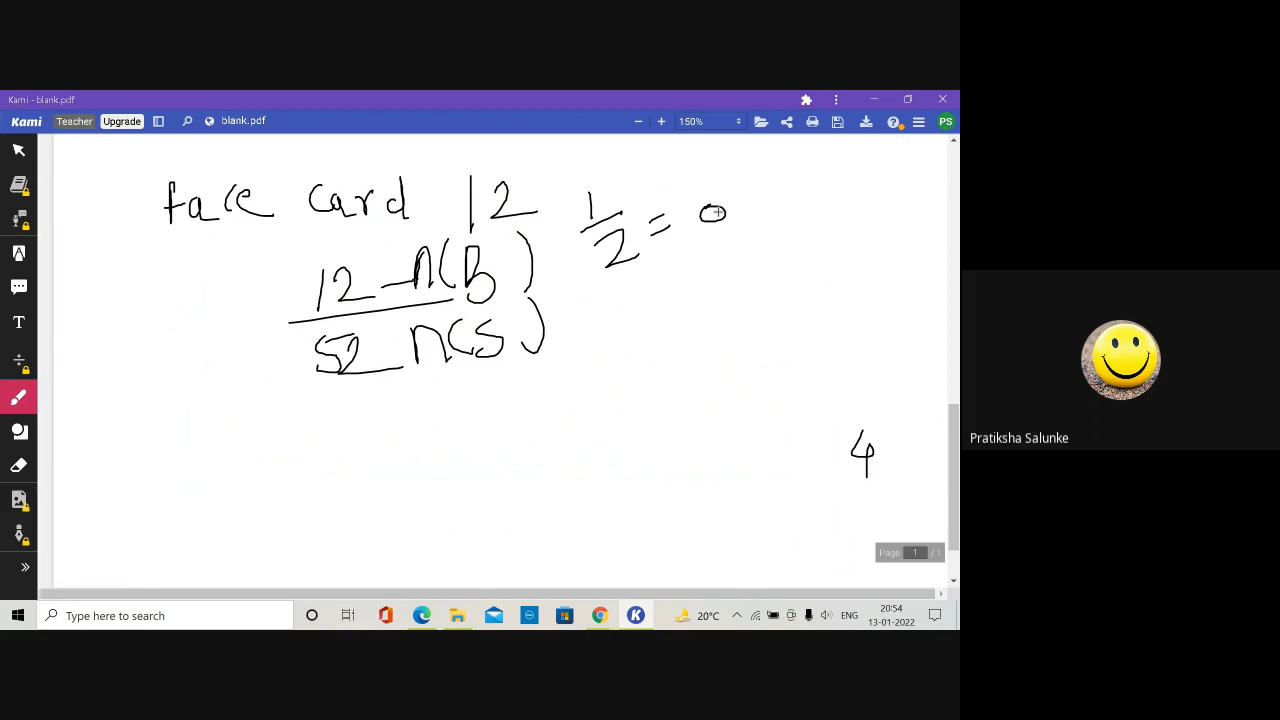 Kami - blank.pdf
Kami Teacher Upgrade blank.pdf 150% PS
face card 12 1/2 = 0
12 n(B)
52 n(S)
4
Pratiksha Salunke
Page 1 / 1
Type here to search
20°C ENG 20:54
13-01-2022